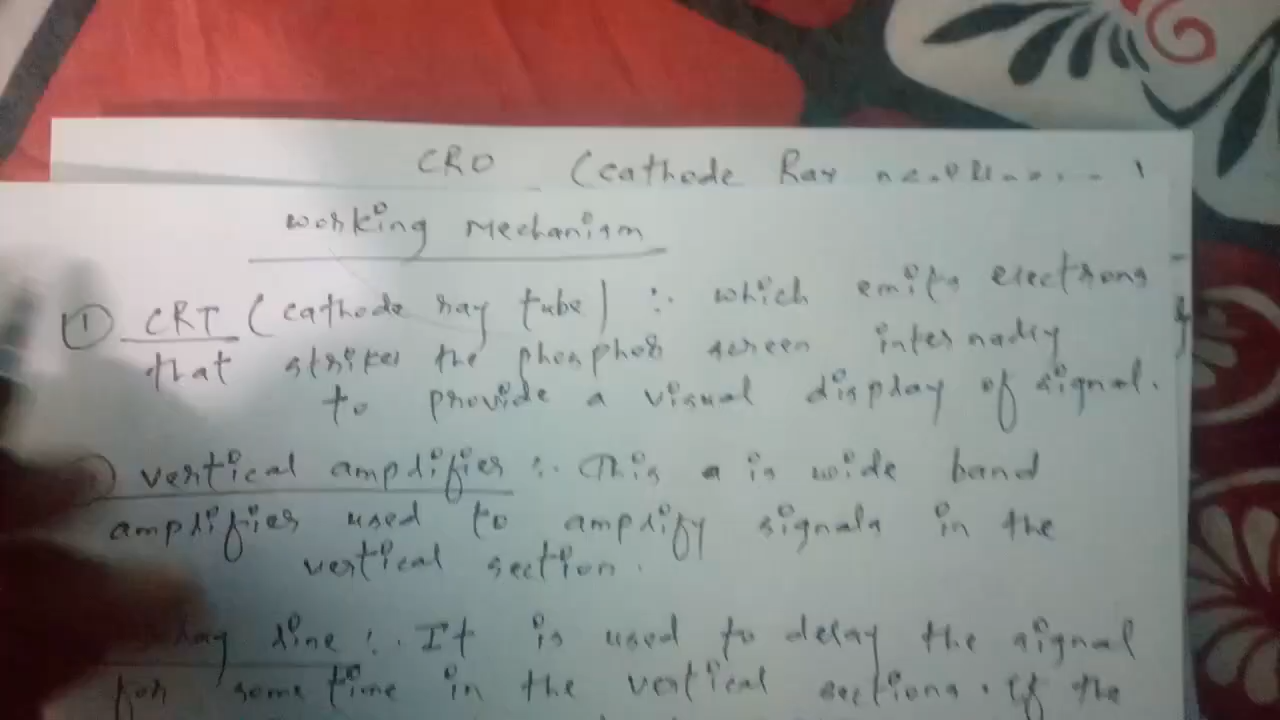 CRO (Cathode Ray
Working Mechanism
① CRT (Cathode ray tube) :. which emits electrons
that strikes the phosphor screen internally
to provide a visual display of signal.
vertical amplifier :. This a is wide band
amplifier used to amplify signals in the
vertical section.
line :. It is used to delay the signal
for some time in the vertical sections. If the